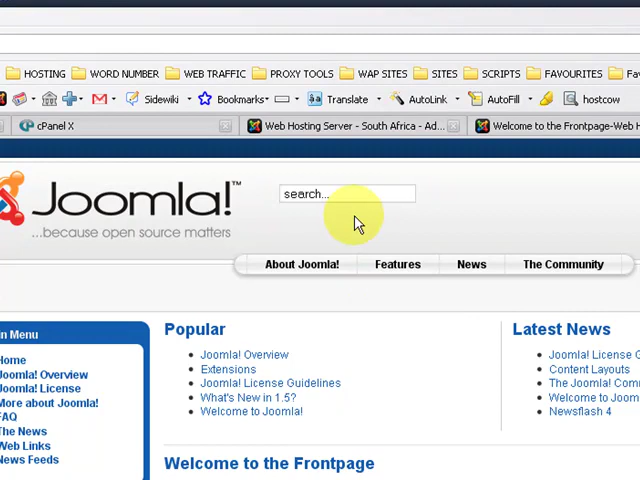 HOSTING WORD NUMBER WEB TRAFFIC PROXY TOOLS WAP SITES SITES SCRIPTS FAVOURITES Fav
Sidewiki Bookmarks Translate AutoLink AutoFill hostcow
cPanel X Web Hosting Server - South Africa - Ad... Welcome to the Frontpage-Web H
Joomla!™
...because open source matters
search...
About Joomla! Features News The Community
in Menu
Home
Joomla! Overview
Joomla! License
More about Joomla!
FAQ
The News
Web Links
News Feeds
Popular
Joomla! Overview
Extensions
Joomla! License Guidelines
What's New in 1.5?
Welcome to Joomla!
Latest News
Joomla! License G
Content Layouts
The Joomla! Comm
Welcome to Joom
Newsflash 4
Welcome to the Frontpage